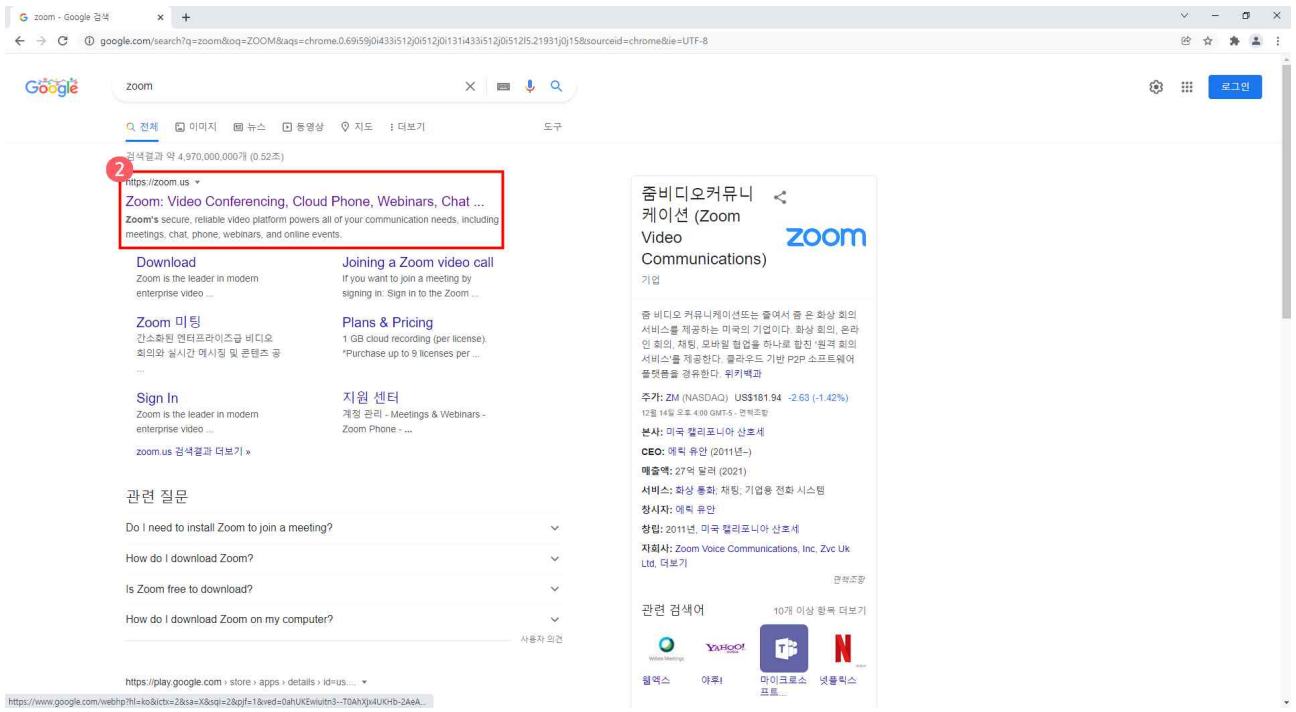 zoom - Google 검색
google.com/search?q=zoom&oq=ZOOM&aqs=chrome.0.69i59j0i433i512j0i512j0i131i433i512j0i512l5.21931j0j15&sourceid=chrome&ie=UTF-8
Google
zoom
로그인
전체 이미지 뉴스 동영상 지도 더보기 도구
검색결과 약 4,970,000,000개 (0.52초)
2
https://zoom.us
Zoom: Video Conferencing, Cloud Phone, Webinars, Chat ...
Zoom's secure, reliable video platform powers all of your communication needs, including
meetings, chat, phone, webinars, and online events.
Download
Zoom is the leader in modern
enterprise video ...
Joining a Zoom video call
If you want to join a meeting by
signing in: Sign in to the Zoom ...
Zoom 미팅
간소화된 엔터프라이즈급 비디오
회의와 실시간 메시징 및 콘텐츠 공
...
Plans & Pricing
1 GB cloud recording (per license).
*Purchase up to 9 licenses per ...
Sign In
Zoom is the leader in modern
enterprise video ...
지원 센터
계정 관리 - Meetings & Webinars -
Zoom Phone - ...
zoom.us 검색결과 더보기 »
관련 질문
Do I need to install Zoom to join a meeting?
How do I download Zoom?
Is Zoom free to download?
How do I download Zoom on my computer?
사용자 의견
https://play.google.com › store › apps › details › id=us....
줌비디오커뮤니
케이션 (Zoom
Video
Communications)
zoom
기업
줌 비디오 커뮤니케이션또는 줄여서 줌 은 화상 회의
서비스를 제공하는 미국의 기업이다. 화상 회의, 온라
인 회의, 채팅, 모바일 협업을 하나로 합친 '원격 회의
서비스'를 제공한다. 클라우드 기반 P2P 소프트웨어
플랫폼을 경유한다. 위키백과
주가: ZM (NASDAQ) US$181.94 -2.63 (-1.42%)
12월 14일 오후 4:00 GMT-5 - 면책조항
본사: 미국 캘리포니아 산호세
CEO: 에릭 유안 (2011년–)
매출액: 27억 달러 (2021)
서비스: 화상 통화; 채팅; 기업용 전화 시스템
창시자: 에릭 유안
창립: 2011년, 미국 캘리포니아 산호세
자회사: Zoom Voice Communications, Inc, Zvc Uk
Ltd, 더보기
면책조항
관련 검색어
10개 이상 항목 더보기
Webex Meetings
YAHOO!
웹엑스
야후!
마이크로소
프트...
넷플릭스